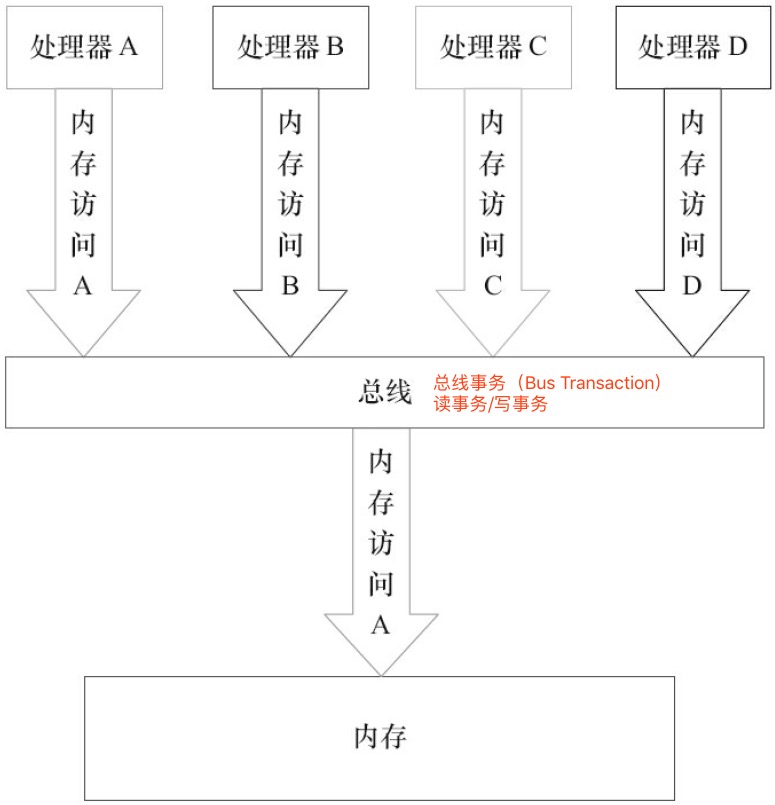 处理器 A
处理器 B
处理器 C
处理器 D
内存访问 A
内存访问 B
内存访问 C
内存访问 D
总线
总线事务（Bus Transaction）
读事务/写事务
内存访问 A
内存